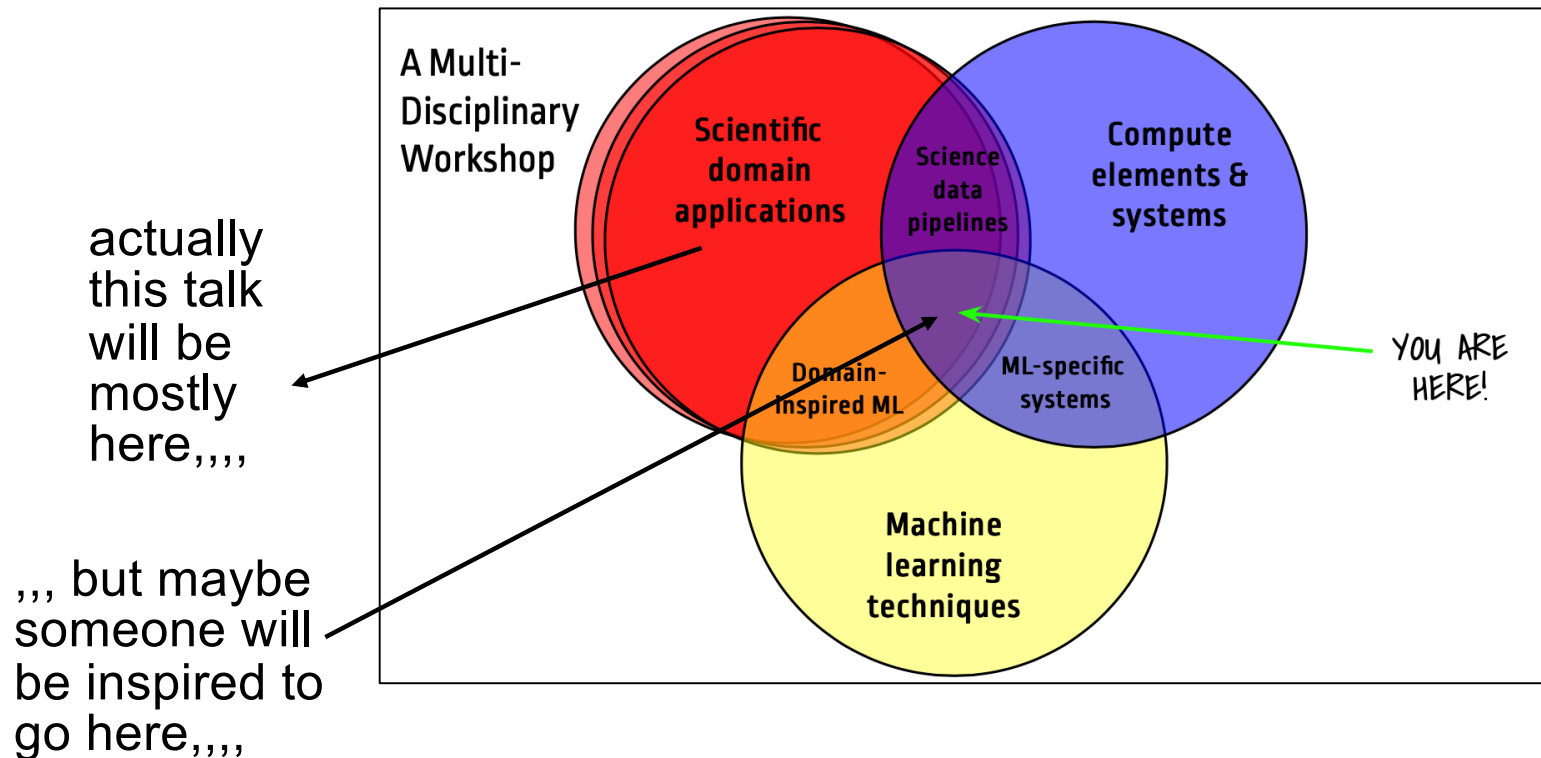 A Multi-
Disciplinary
Workshop
Scientific
domain
applications
Science
data
pipelines
Compute
elements &
systems
actually
this talk
will be
mostly
here,,,,
YOU ARE
HERE!
Domain-
inspired ML
ML-specific
systems
Machine
learning
techniques
,,, but maybe
someone will
be inspired to
go here,,,,